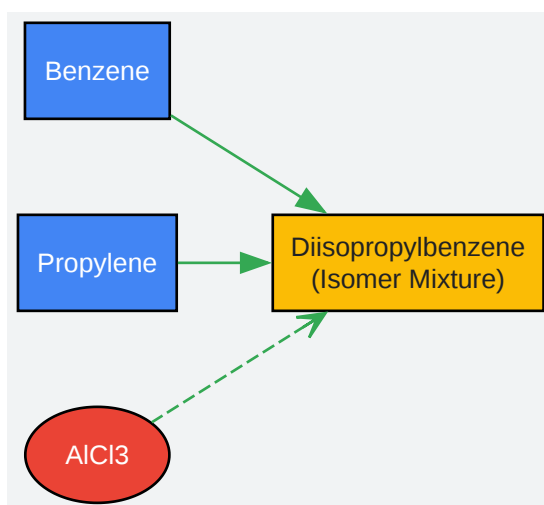 Benzene
Propylene
Diisopropylbenzene
(Isomer Mixture)
AlCl3